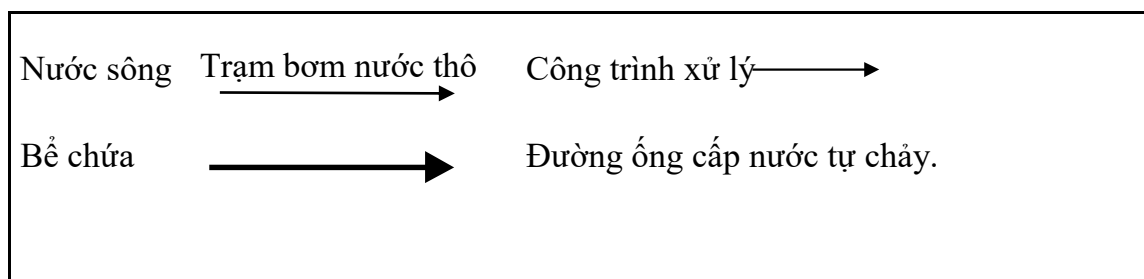 Nước sông Trạm bơm nước thô Công trình xử lý
Bể chứa Đường ống cấp nước tự chảy.